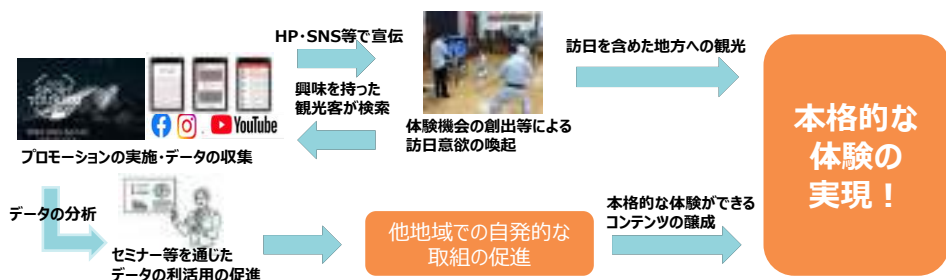 HP・SNS等で宣伝
訪日を含めた地方への観光
興味を持った
観光客が検索
YouTube
プロモーションの実施・データの収集
体験機会の創出等による
訪日意欲の喚起
本格的な
体験の
実現！
データの分析
セミナー等を通じた
データの利活用の促進
他地域での自発的な
取組の促進
本格的な体験ができる
コンテンツの醸成